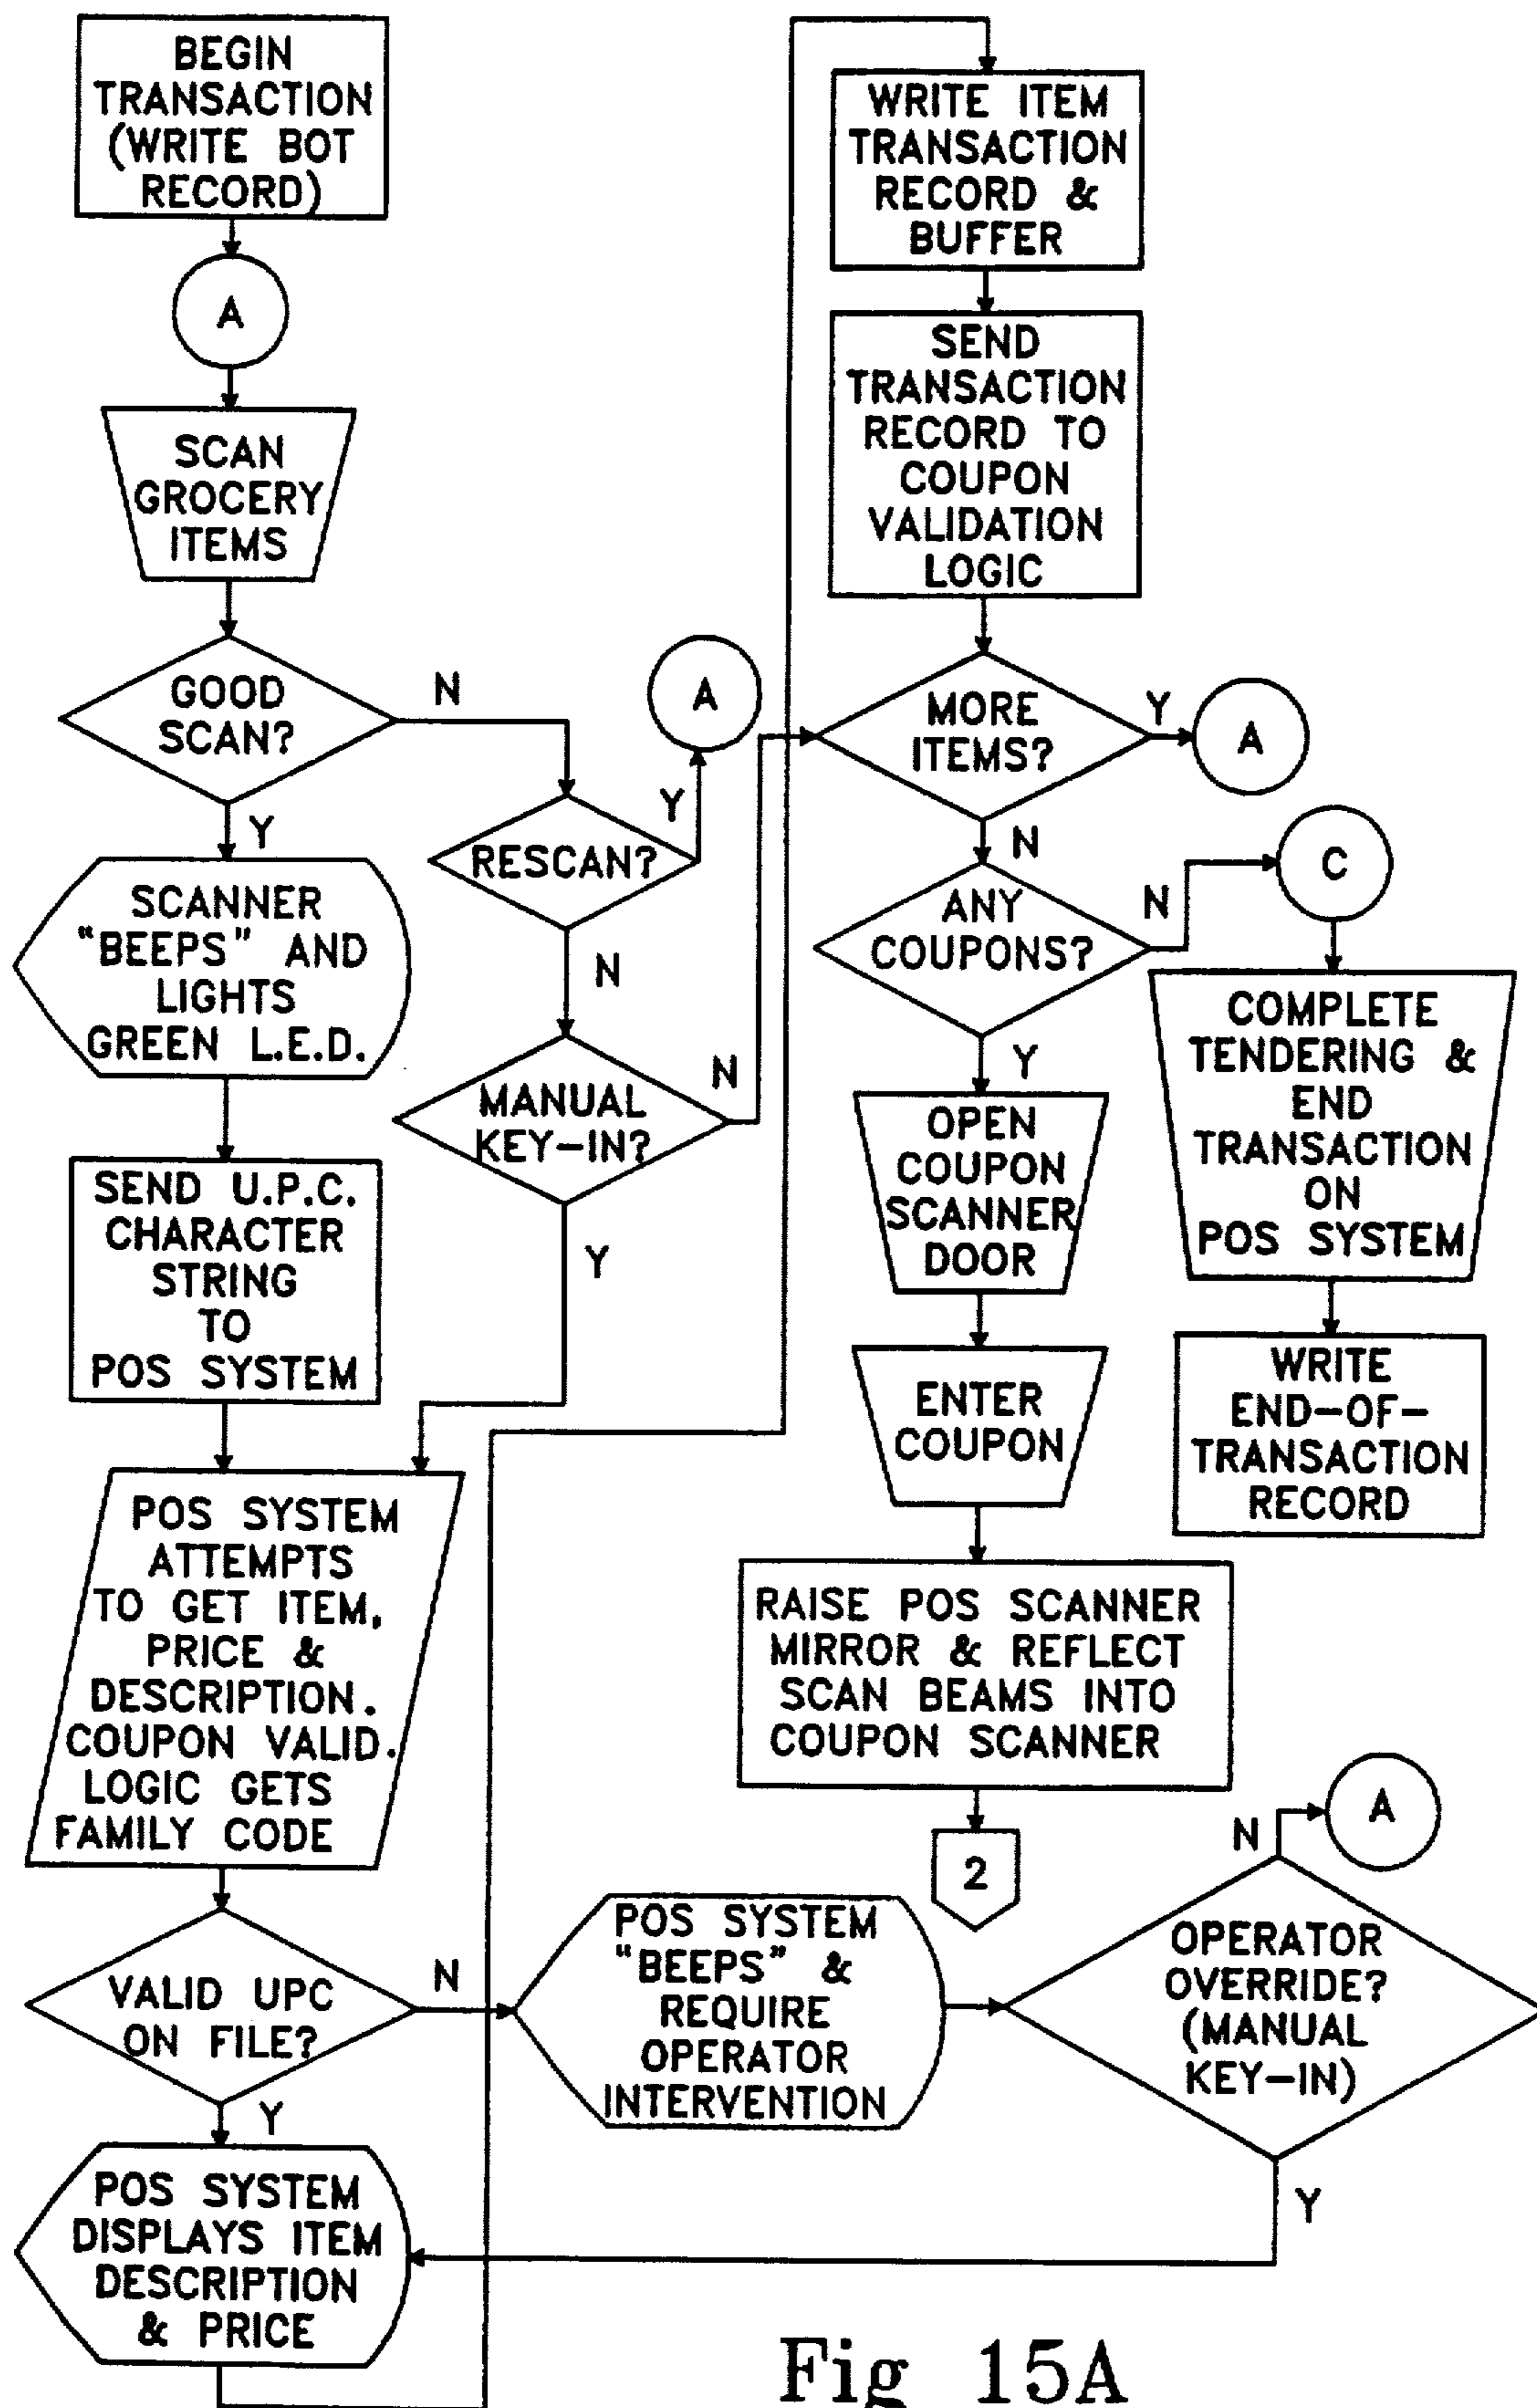 BEGIN
TRANSACTION
(WRITE BOT
RECORD)
A
SCAN
GROCERY
ITEMS
GOOD
SCAN?
N
Y
SCANNER
"BEEPS" AND
LIGHTS
GREEN L.E.D.
SEND U.P.C.
CHARACTER
STRING
TO
POS SYSTEM
RESCAN?
Y
A
N
MANUAL
KEY-IN?
N
Y
POS SYSTEM
ATTEMPTS
TO GET ITEM,
PRICE &
DESCRIPTION.
COUPON VALID.
LOGIC GETS
FAMILY CODE
VALID UPC
ON FILE?
N
Y
POS SYSTEM
DISPLAYS ITEM
DESCRIPTION
& PRICE
WRITE ITEM
TRANSACTION
RECORD &
BUFFER
SEND
TRANSACTION
RECORD TO
COUPON
VALIDATION
LOGIC
MORE
ITEMS?
Y
A
N
ANY
COUPONS?
N
C
COMPLETE
TENDERING &
END
TRANSACTION
ON
POS SYSTEM
WRITE
END-OF-
TRANSACTION
RECORD
Y
OPEN
COUPON
SCANNER
DOOR
ENTER
COUPON
RAISE POS SCANNER
MIRROR & REFLECT
SCAN BEAMS INTO
COUPON SCANNER
2
POS SYSTEM
"BEEPS" &
REQUIRE
OPERATOR
INTERVENTION
OPERATOR
OVERRIDE?
(MANUAL
KEY-IN)
N
A
Y
Fig 15A